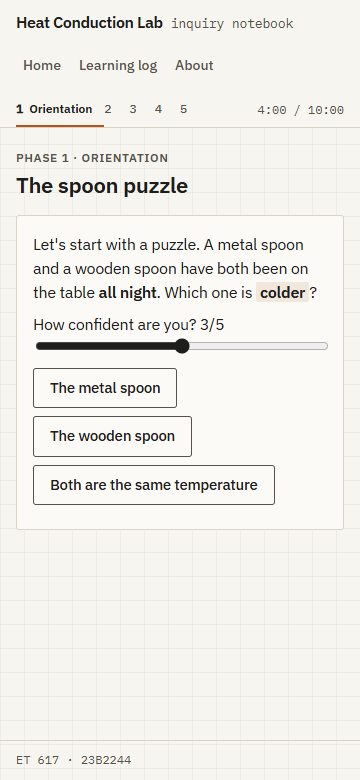 Heat Conduction Lab inquiry notebook
Home Learning log About
1 Orientation 2 3 4 5 4:00 / 10:00
PHASE 1 · ORIENTATION
The spoon puzzle
Let's start with a puzzle. A metal spoon
and a wooden spoon have both been on
the table all night. Which one is colder?
How confident are you? 3/5
The metal spoon
The wooden spoon
Both are the same temperature
ET 617 · 23B2244